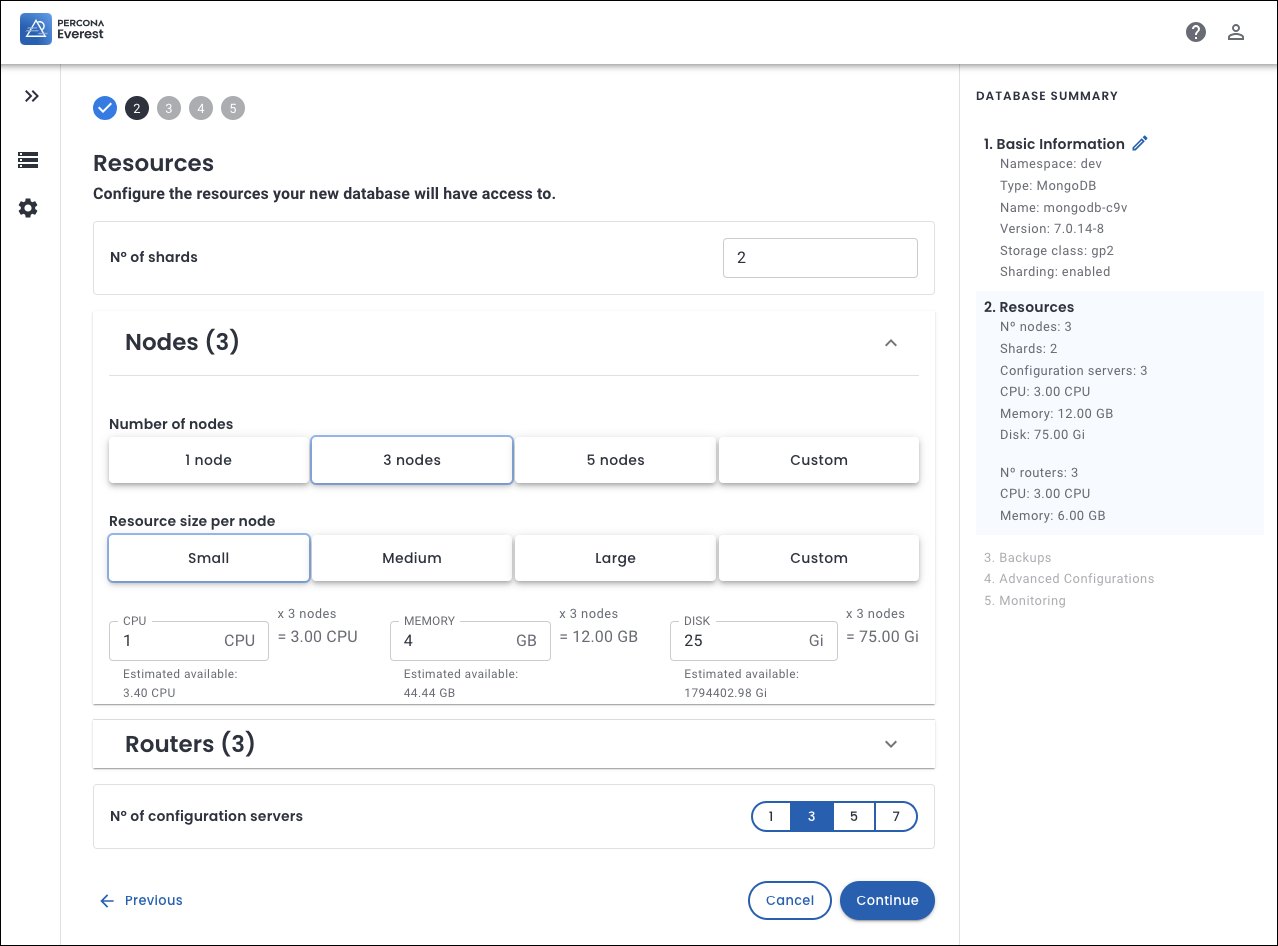 PERCONA
Everest
2 3 4 5
Resources
Configure the resources your new database will have access to.
Nº of shards
2
Nodes (3)
Number of nodes
1 node
3 nodes
5 nodes
Custom
Resource size per node
Small
Medium
Large
Custom
CPU
1 CPU
x 3 nodes
= 3.00 CPU
Estimated available:
3.40 CPU
MEMORY
4 GB
x 3 nodes
= 12.00 GB
Estimated available:
44.44 GB
DISK
25 Gi
x 3 nodes
= 75.00 Gi
Estimated available:
1794402.98 Gi
Routers (3)
Nº of configuration servers
1 3 5 7
Previous
Cancel
Continue
DATABASE SUMMARY
1. Basic Information
Namespace: dev
Type: MongoDB
Name: mongodb-c9v
Version: 7.0.14-8
Storage class: gp2
Sharding: enabled
2. Resources
Nº nodes: 3
Shards: 2
Configuration servers: 3
CPU: 3.00 CPU
Memory: 12.00 GB
Disk: 75.00 Gi
Nº routers: 3
CPU: 3.00 CPU
Memory: 6.00 GB
3. Backups
4. Advanced Configurations
5. Monitoring